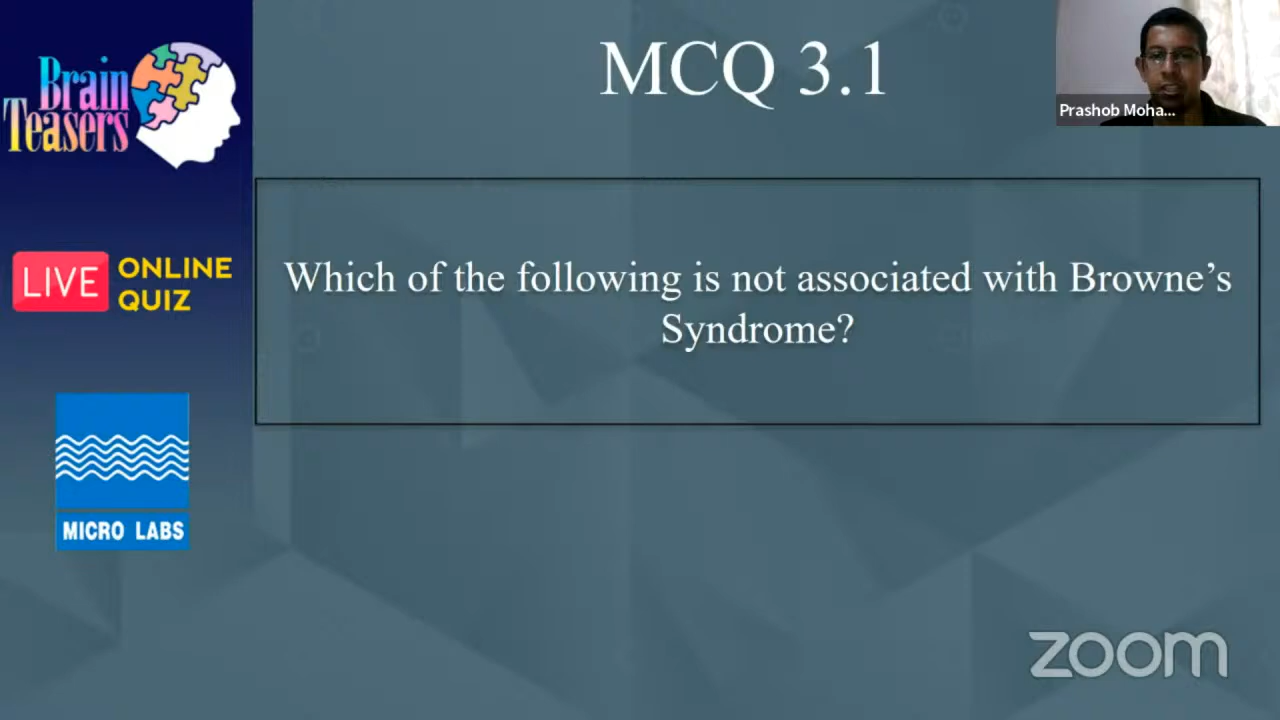 Brain
Teasers
MCQ 3.1
Prashob Moha...
LIVE
ONLINE
QUIZ
Which of the following is not associated with Browne’s
Syndrome?
MICRO LABS
zoom